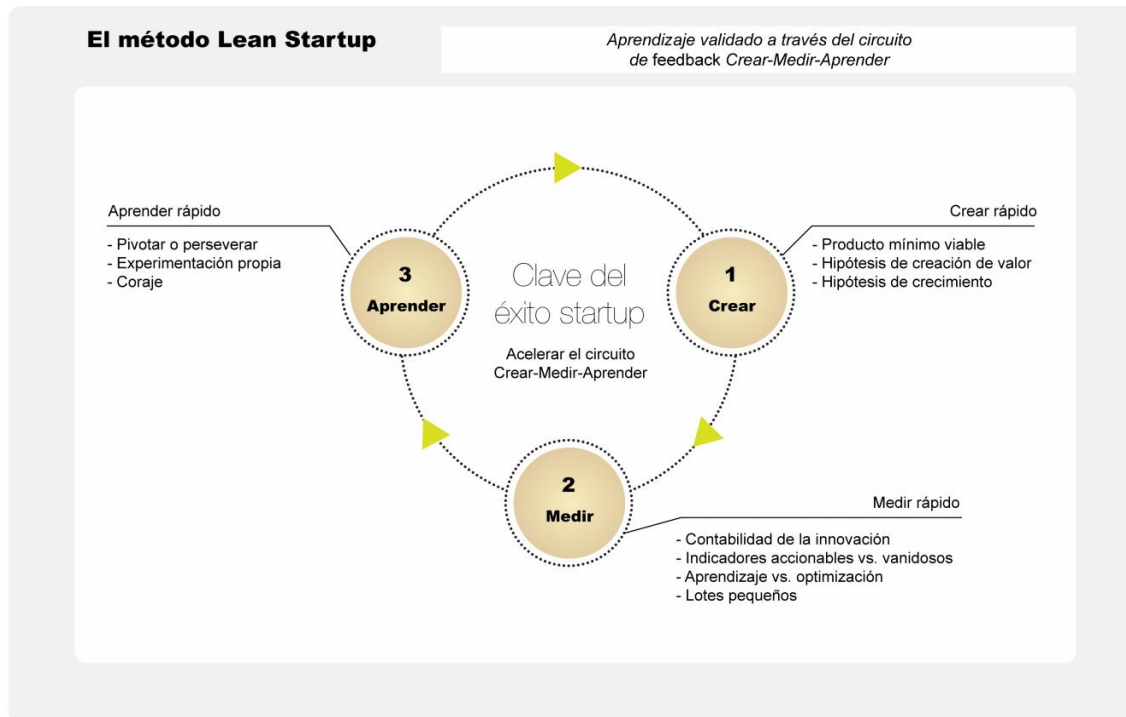 El método Lean Startup
Aprendizaje validado a través del circuito
de feedback Crear-Medir-Aprender
Aprender rápido
- Pivotar o perseverar
- Experimentación propia
- Coraje
3
Aprender
Clave del
éxito startup
Acelerar el circuito
Crear-Medir-Aprender
1
Crear
Crear rápido
- Producto mínimo viable
- Hipótesis de creación de valor
- Hipótesis de crecimiento
2
Medir
Medir rápido
- Contabilidad de la innovación
- Indicadores accionables vs. vanidosos
- Aprendizaje vs. optimización
- Lotes pequeños